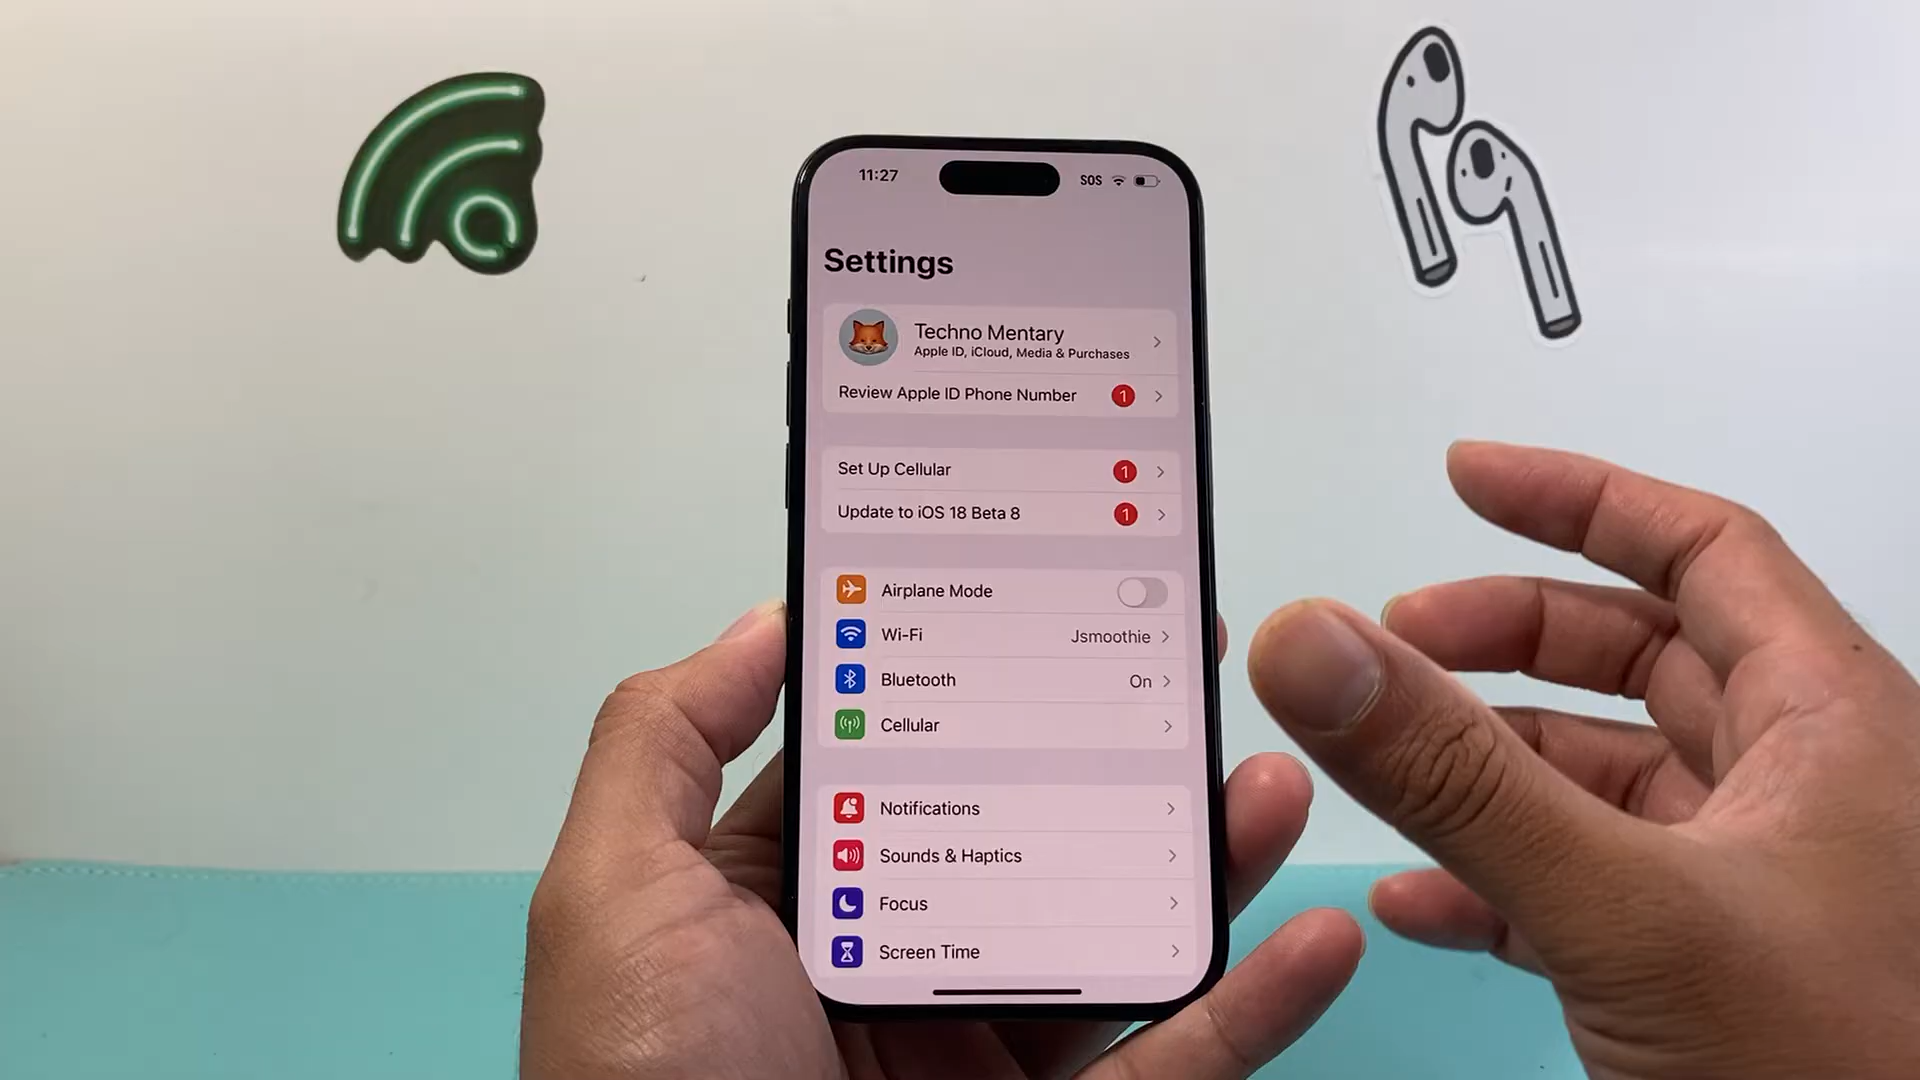 11:27 SOS
Settings
Techno Mentary
Apple ID, iCloud, Media & Purchases
Review Apple ID Phone Number 1
Set Up Cellular 1
Update to iOS 18 Beta 8 1
Airplane Mode
Wi-Fi Jsmoothie
Bluetooth On
Cellular
Notifications
Sounds & Haptics
Focus
Screen Time